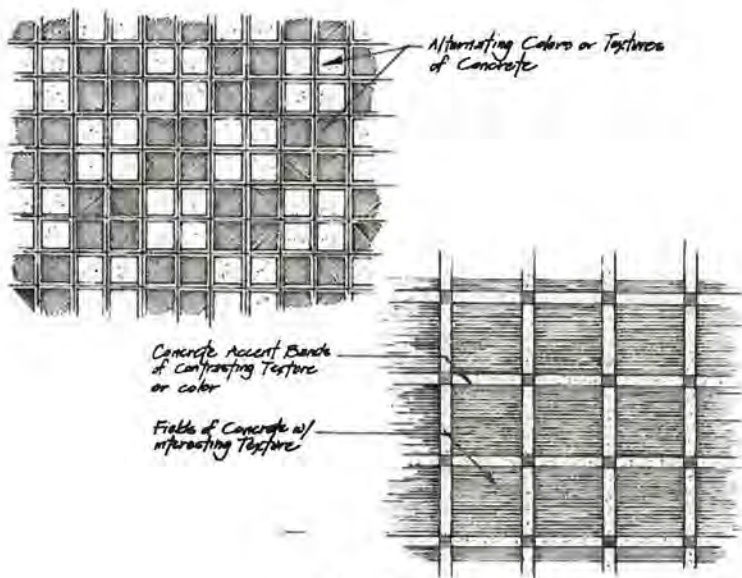 Alternating Colors or Textures
of Concrete
Concrete Accent Bands
of Contrasting Texture
or color
Fields of Concrete w/
interesting Texture